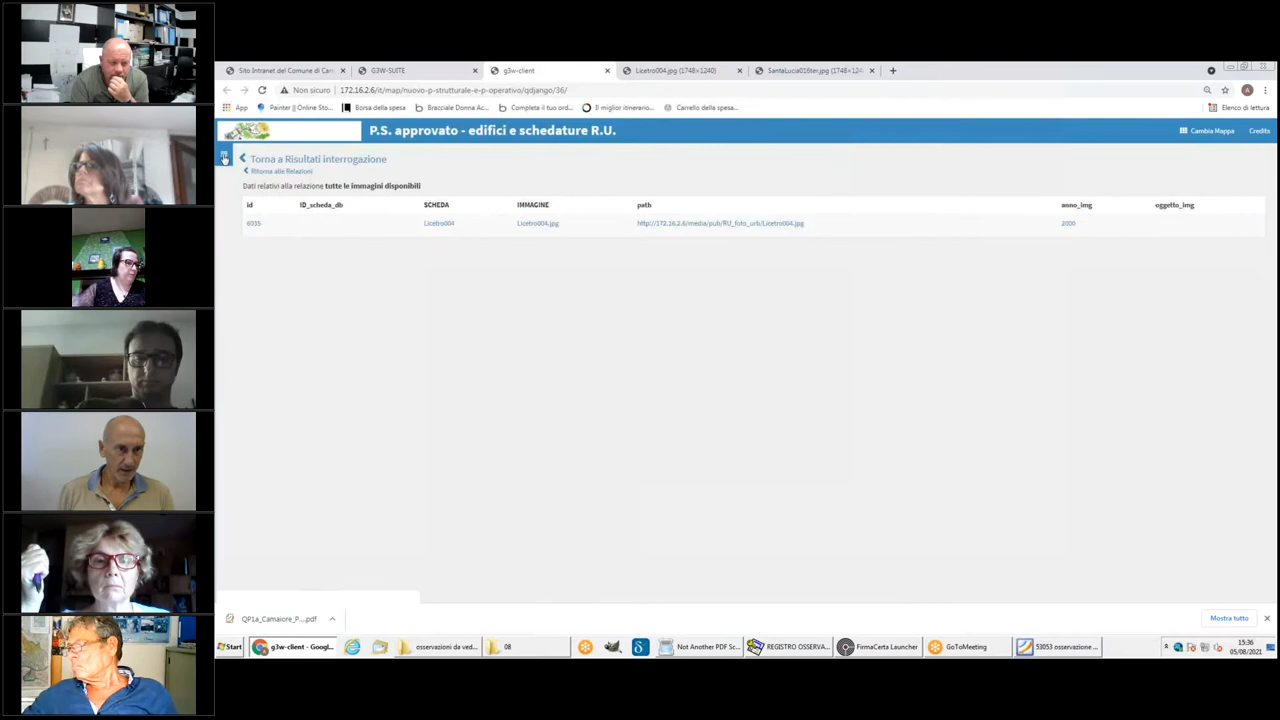 Sito Intranet del Comune di Cam
G3W-SUITE
g3w-client
Licetro004.jpg (1748×1240)
SantaLucia016ter.jpg (1748×124
Non sicuro
172.16.2.6/it/map/nuovo-p-strutturale-e-p-operativo/qdjango/36/
A
App
Painter || Online Sto...
Borsa della spesa
Bracciale Donna Ac...
Completa il tuo ord...
Il miglior itinerario...
Carrello della spesa...
Elenco di lettura
P.S. approvato - edifici e schedature R.U.
Cambia Mappa
Credits
Torna a Risultati interrogazione
Ritorna alle Relazioni
Dati relativi alla relazione tutte le immagini disponibili
id ID_scheda_db SCHEDA IMMAGINE path anno_img oggetto_img
6035 Licetro004 Licetro004.jpg http://172.16.2.6/media/pub/RU_foto_urb/Licetro004.jpg 2000
QP1a_Camaiore_P....pdf
Mostra tutto
Start
g3w-client - Googl...
osservazioni da ved...
08
Not Another PDF Sc...
REGISTRO OSSERVA...
FirmaCerta Launcher
GoToMeeting
53053 osservazione ...
15:36
05/08/2021